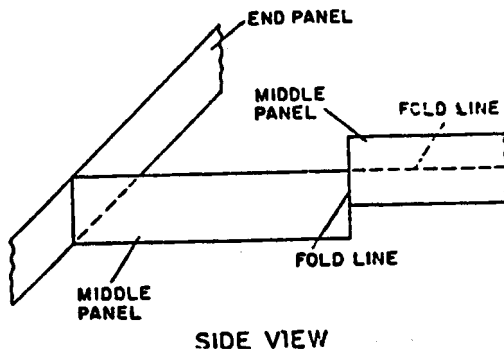 END PANEL
MIDDLE
PANEL
FOLD LINE
FOLD LINE
MIDDLE
PANEL
SIDE VIEW